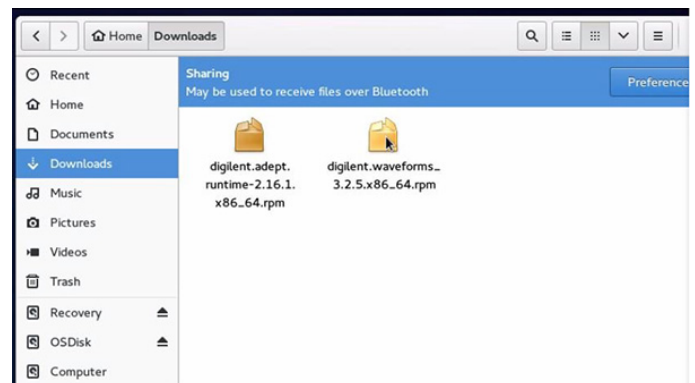 Home
Downloads
Recent
Home
Documents
Downloads
Music
Pictures
Videos
Trash
Recovery
OSDisk
Computer
Sharing
May be used to receive files over Bluetooth
Preference
digilent.adept.
runtime-2.16.1.
x86_64.rpm
digilent.waveforms_
3.2.5.x86_64.rpm